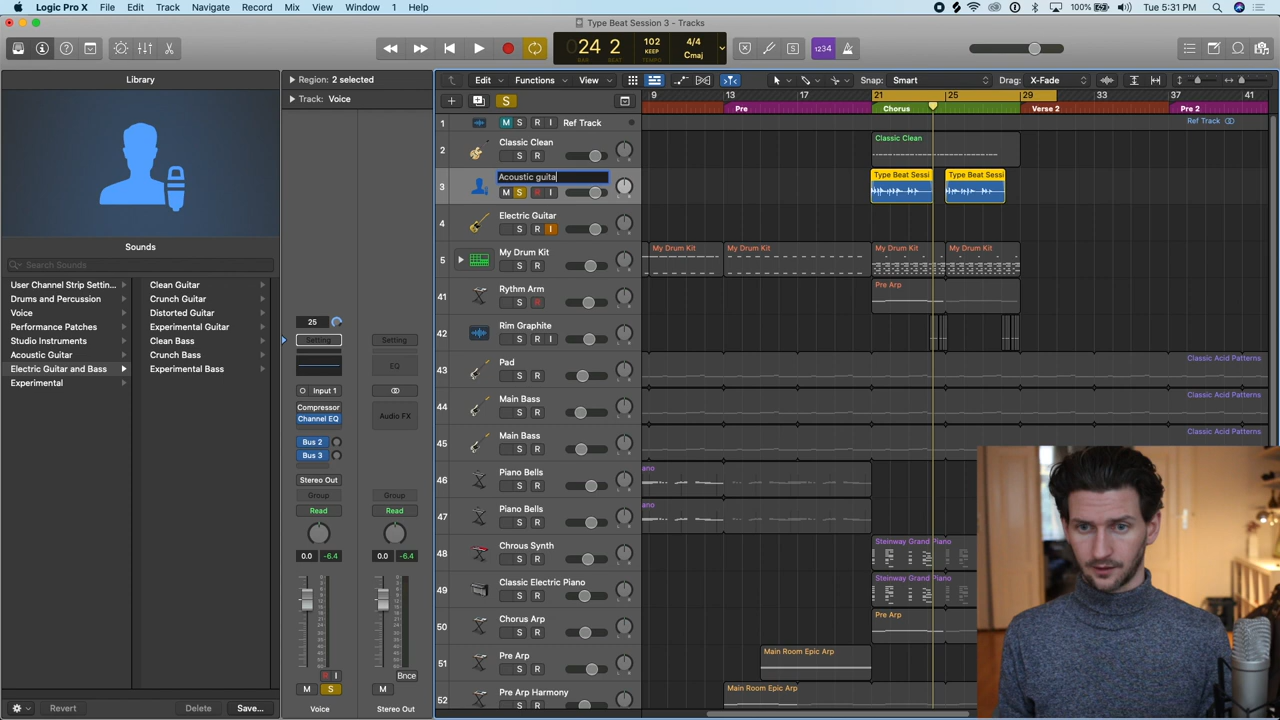 Logic Pro X File Edit Track Navigate Record Mix View Window 1 Help 100% Tue 5:31 PM
Type Beat Session 3 - Tracks
24 2 102 4/4
BAR BEAT KEEP TEMPO Cmaj
1234
Library
Region: 2 selected
Track: Voice
Edit Functions View Snap: Smart Drag: X-Fade
S
9 13 17 21 25 29 33 37 41
Pre Chorus Verse 2 Pre 2
1 M S R I Ref Track Ref Track
2 Classic Clean S R Classic Clean
3 Acoustic guita M S R I Type Beat Sessi Type Beat Sessi
4 Electric Guitar S R I
5 My Drum Kit S R My Drum Kit My Drum Kit My Drum Kit My Drum Kit
41 Rythm Arm S R Pre Arp
42 Rim Graphite S R I
43 Pad S R Classic Acid Patterns
44 Main Bass S R Classic Acid Patterns
45 Main Bass S R Classic Acid Patterns
46 Piano Bells S R ano
47 Piano Bells S R ano
48 Chrous Synth S R Steinway Grand Piano
49 Classic Electric Piano S R Steinway Grand Piano
50 Chorus Arp S R Pre Arp
51 Pre Arp S R Main Room Epic Arp
52 Pre Arp Harmony S R Main Room Epic Arp
Sounds
Search Sounds
User Channel Strip Settin...
Drums and Percussion
Voice
Performance Patches
Studio Instruments
Acoustic Guitar
Electric Guitar and Bass
Experimental
Clean Guitar
Crunch Guitar
Distorted Guitar
Experimental Guitar
Clean Bass
Crunch Bass
Experimental Bass
25
Setting Setting
EQ
Input 1
Compressor
Channel EQ
Audio FX
Bus 2
Bus 3
Stereo Out
Group Group
Read Read
0.0 -6.4 0.0 -6.4
R I Bnce
M S M
Voice Stereo Out
Revert Delete Save...